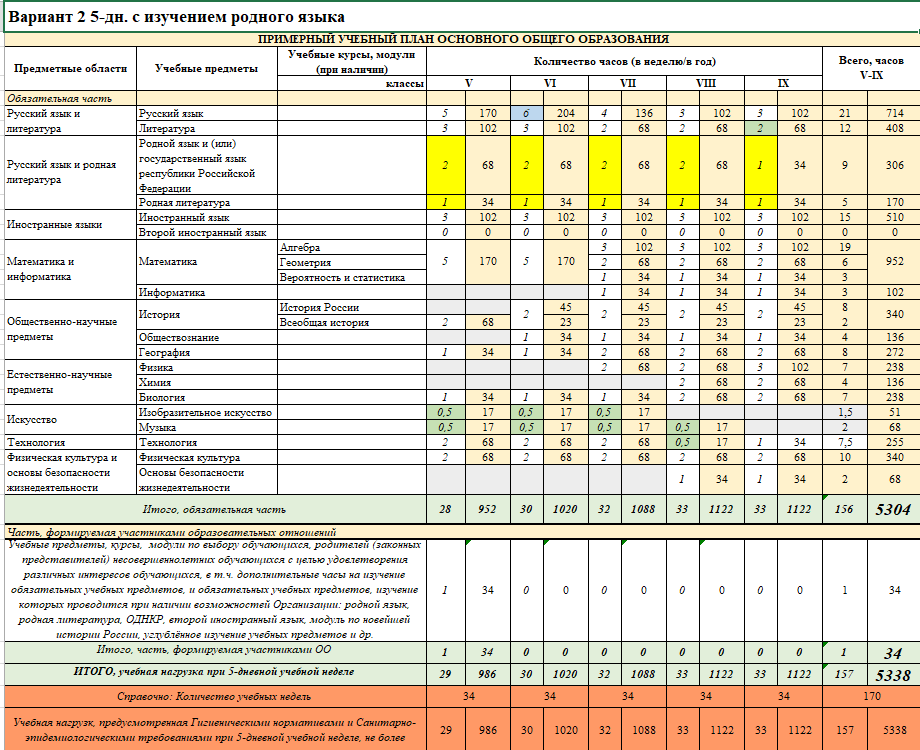 Вариант 2 5-дн. с изучением родного языка
ПРИМЕРНЫЙ УЧЕБНЫЙ ПЛАН ОСНОВНОГО ОБЩЕГО ОБРАЗОВАНИЯ
Предметные области Учебные предметы Учебные курсы, модули (при наличии) Количество часов (в неделю/в год) Всего, часов V-IX
классы V VI VII VIII IX
Обязательная часть
Русский язык и литература Русский язык 5 170 6 204 4 136 3 102 3 102 21 714
Литература 3 102 3 102 2 68 2 68 2 68 12 408
Русский язык и родная литература Родной язык и (или) государственный язык республики Российской Федерации 2 68 2 68 2 68 2 68 1 34 9 306
Родная литература 1 34 1 34 1 34 1 34 1 34 5 170
Иностранные языки Иностранный язык 3 102 3 102 3 102 3 102 3 102 15 510
Второй иностранный язык 0 0 0 0 0 0 0 0 0 0 0 0
Математика и информатика Математика Алгебра 5 170 5 170 3 102 3 102 3 102 19 952
Геометрия 2 68 2 68 2 68 6
Вероятность и статистика 1 34 1 34 1 34 3
Информатика 1 34 1 34 1 34 3 102
Общественно-научные предметы История История России 2 45 2 45 2 45 2 45 8 340
Всеобщая история 2 68 23 23 23 23 2
Обществознание 1 34 1 34 1 34 1 34 4 136
География 1 34 1 34 2 68 2 68 2 68 8 272
Естественно-научные предметы Физика 2 68 2 68 3 102 7 238
Химия 2 68 2 68 4 136
Биология 1 34 1 34 1 34 2 68 2 68 7 238
Искусство Изобразительное искусство 0,5 17 0,5 17 0,5 17 1,5 51
Музыка 0,5 17 0,5 17 0,5 17 0,5 17 2 68
Технология Технология 2 68 2 68 2 68 0,5 17 1 34 7,5 255
Физическая культура и основы безопасности жизнедеятельности Физическая культура 2 68 2 68 2 68 2 68 2 68 10 340
Основы безопасности жизнедеятельности 1 34 1 34 2 68
Итого, обязательная часть 28 952 30 1020 32 1088 33 1122 33 1122 156 5304
Часть, формируемая участниками образовательных отношений
Учебные предметы, курсы, модули по выбору обучающихся, родителей (законных
представителей) несовершеннолетних обучающихся с целью удовлетворения
различных интересов обучающихся, в т.ч. дополнительные часы на изучение
обязательных учебных предметов, и обязательных учебных предметов, изучение
которых проводится при наличии возможностей Организации: родной язык,
родная литература, ОДНКР, второй иностранный язык, модуль по новейшей
истории России, углублённое изучение учебных предметов и др.
1 34 0 0 0 0 0 0 0 0 1 34
Итого, часть, формируемая участниками ОО 1 34 0 0 0 0 0 0 0 0 1 34
ИТОГО, учебная нагрузка при 5-дневной учебной неделе 29 986 30 1020 32 1088 33 1122 33 1122 157 5338
Справочно: Количество учебных недель 34 34 34 34 34 170
Учебная нагрузк, предусмотренная Гигиеническими нормативами и Санитарно-
эпидемиологическими требованиями при 5-дневной учебной неделе, не более 29 986 30 1020 32 1088 33 1122 33 1122 157 5338